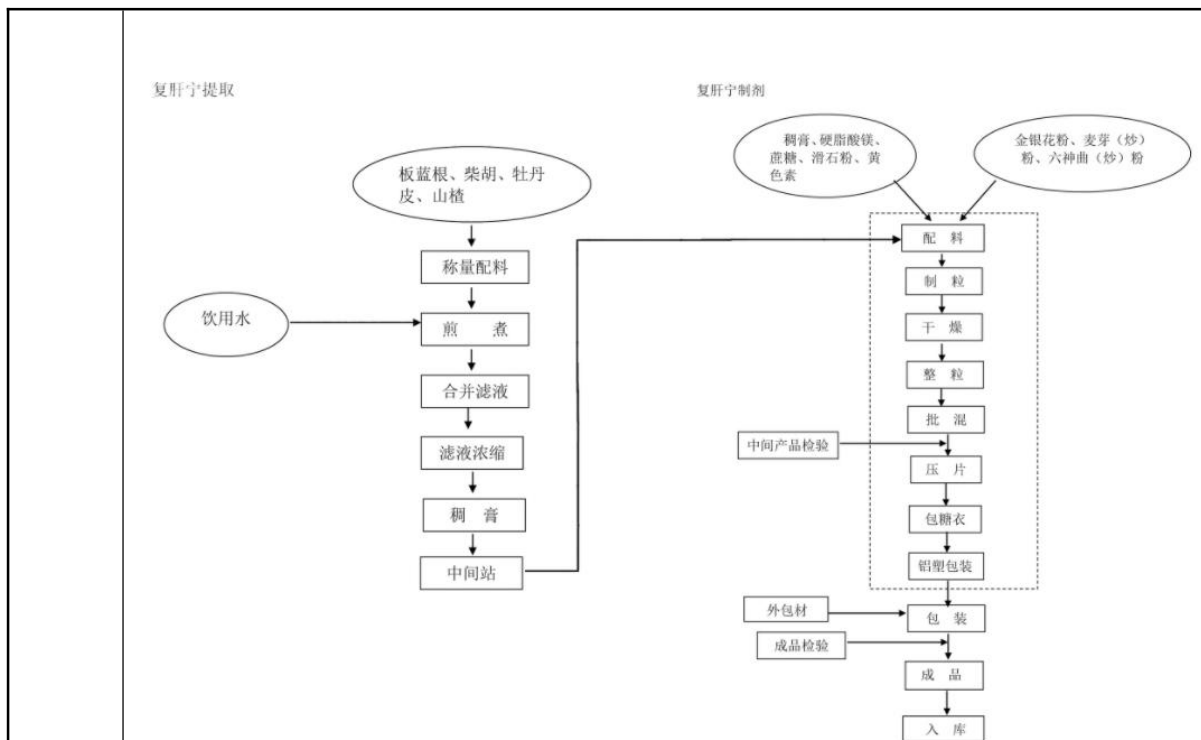 复肝宁提取
板蓝根、柴胡、牡丹
皮、山楂
称量配料
饮用水
煎 煮
合并滤液
滤液浓缩
稠 膏
中间站
复肝宁制剂
稠膏、硬脂酸镁、
蔗糖、滑石粉、黄
色素
金银花粉、麦芽（炒）
粉、六神曲（炒）粉
配 料
制 粒
干 燥
整 粒
批 混
中间产品检验
压 片
包糖衣
铝塑包装
外包材
包 装
成品检验
成 品
入 库